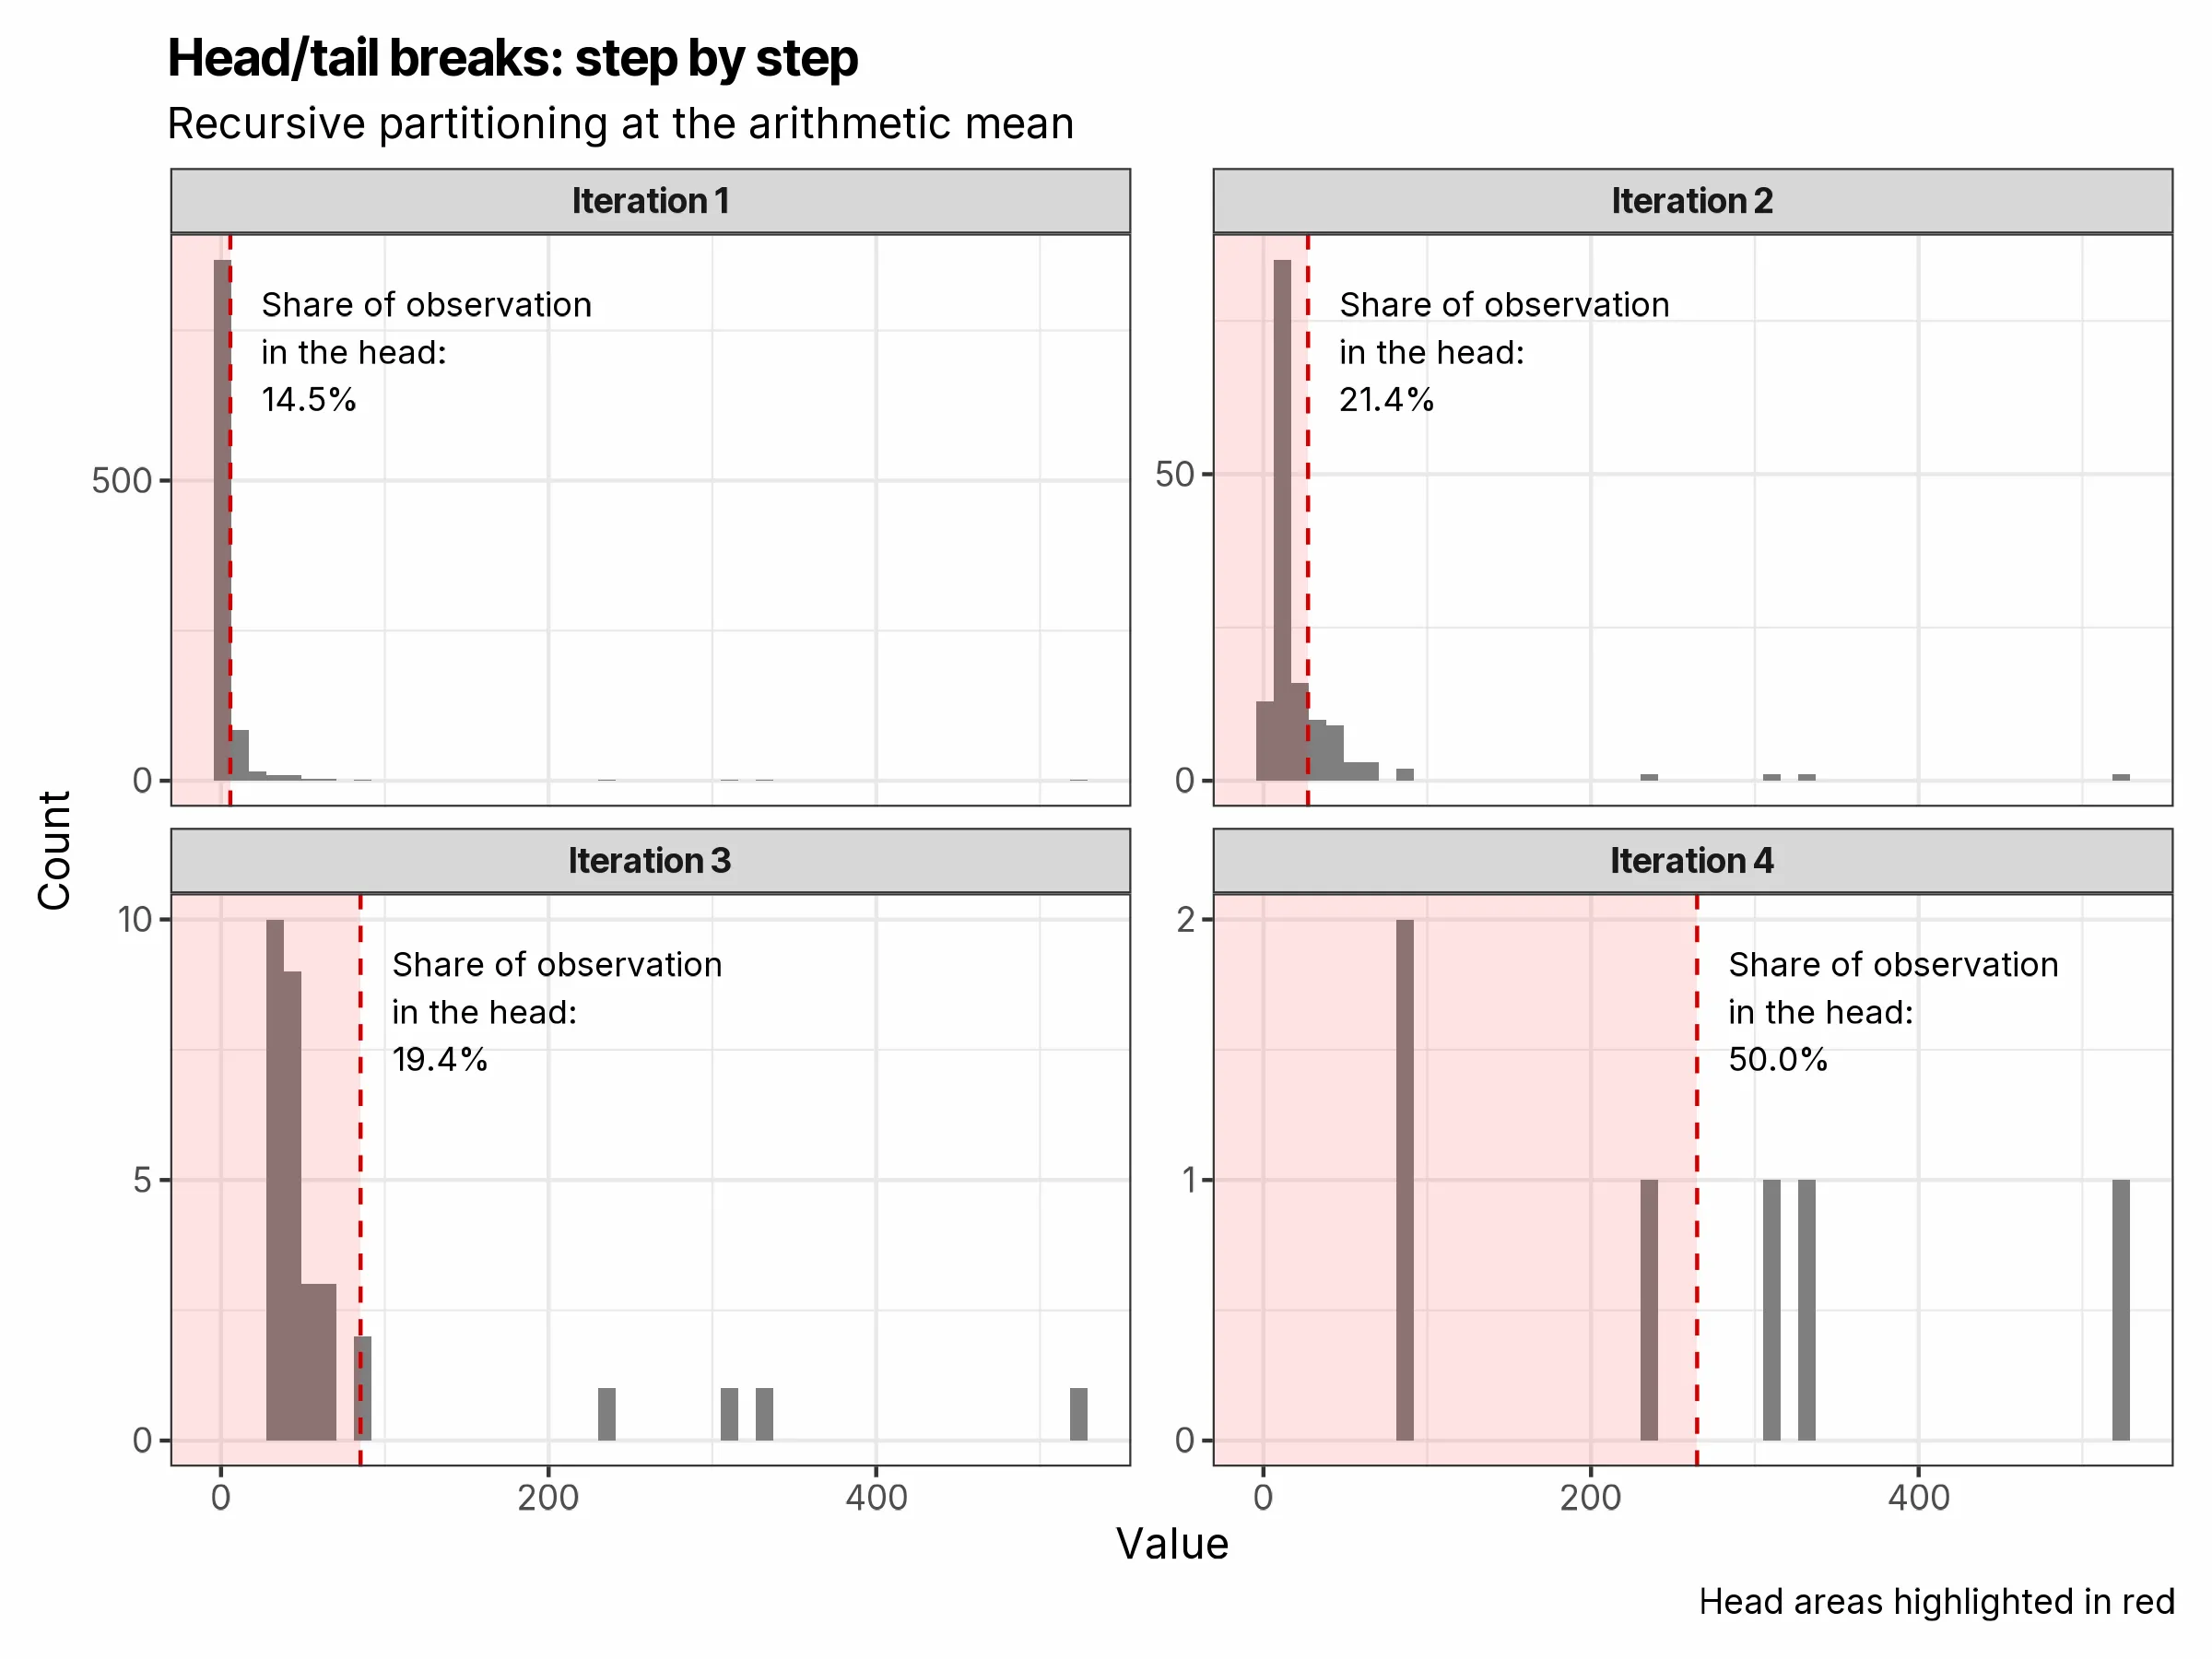 Head/tail breaks: step by step
Recursive partitioning at the arithmetic mean
Iteration 1
Share of observation
in the head:
14.5%
500
0
Iteration 2
Share of observation
in the head:
21.4%
50
0
Count
Iteration 3
10
Share of observation
in the head:
19.4%
5
0
0 200 400
Iteration 4
2
Share of observation
in the head:
50.0%
1
0
0 200 400
Value
Head areas highlighted in red